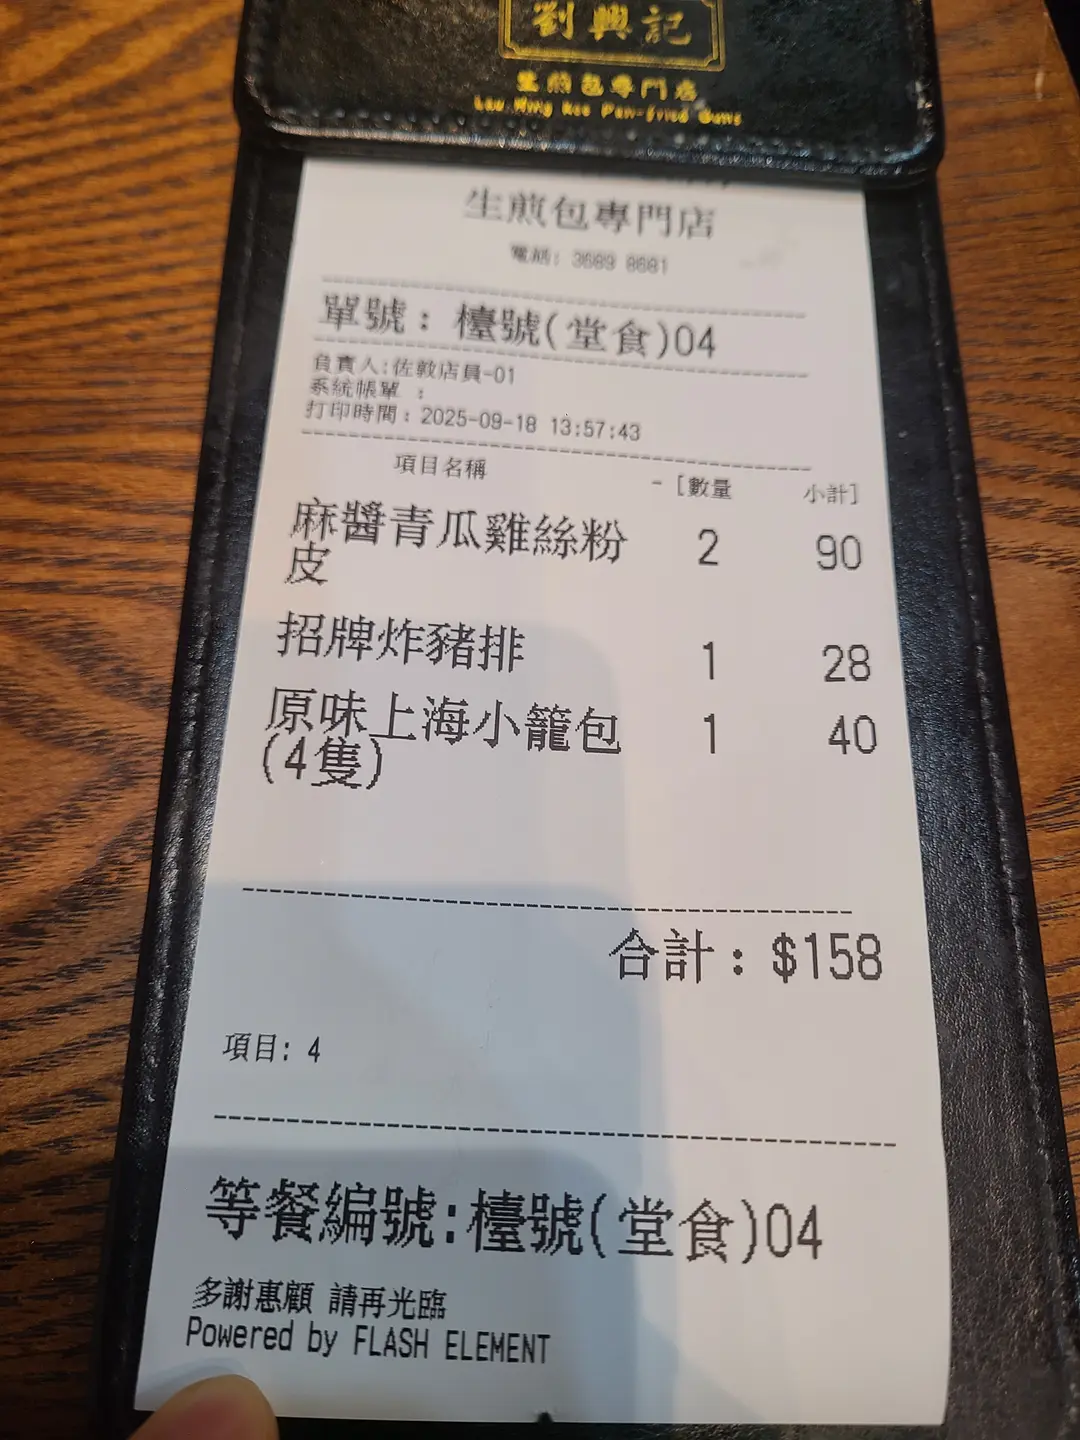 劉興記
生煎包專門店
Lau Hing Kee Pan-fried Buns
生煎包專門店
電話: 3689 8681
單號: 檯號(堂食)04
負責人:佐敦店員-01
系統帳單 :
打印時間: 2025-09-18 13:57:43
項目名稱 -[數量 小計]
麻醬青瓜雞絲粉 2 90
皮
招牌炸豬排 1 28
原味上海小籠包 1 40
(4隻)
合計: $158
項目: 4
等餐編號:檯號(堂食)04
多謝惠顧 請再光臨
Powered by FLASH ELEMENT